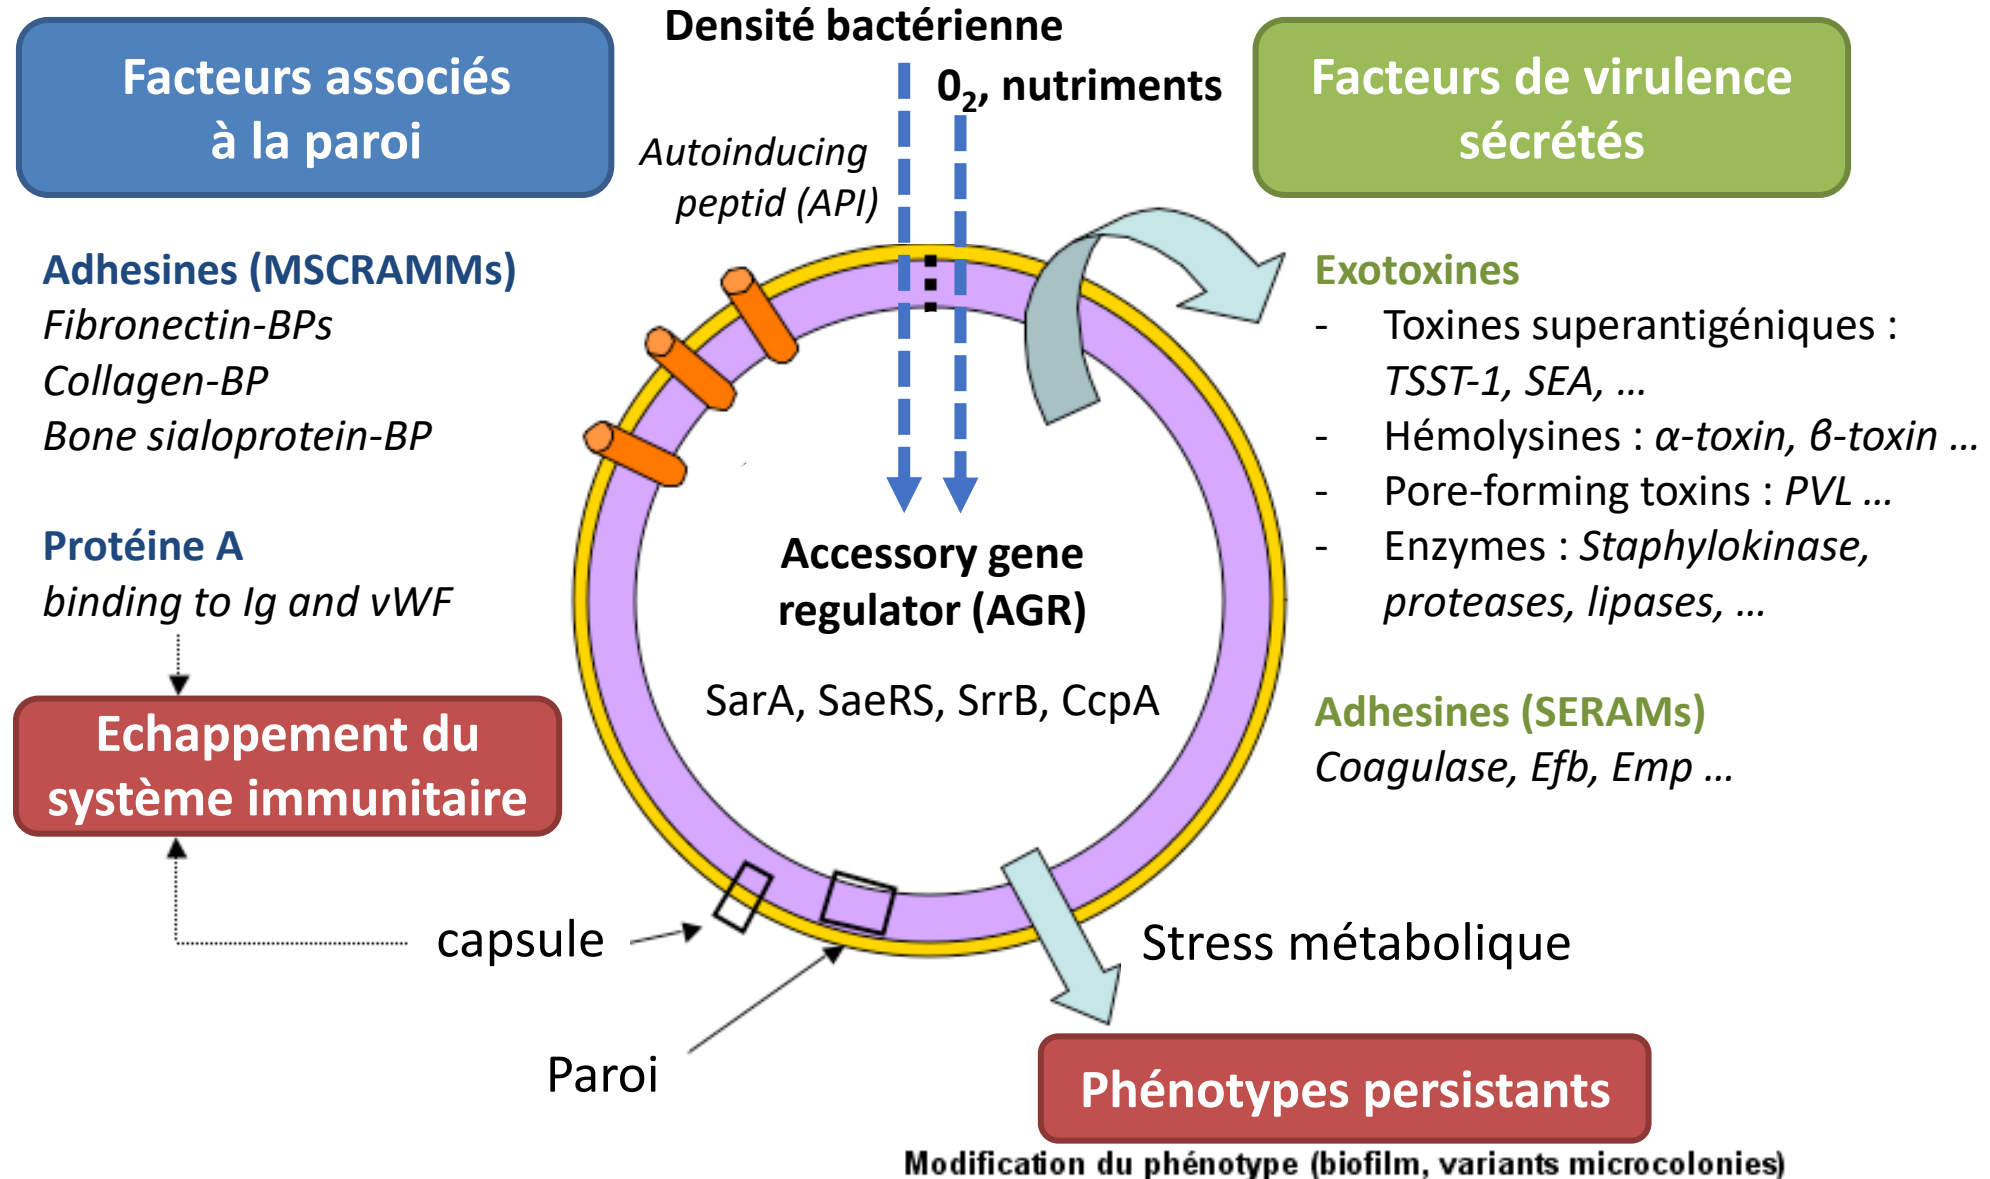 Densité bactérienne
0₂, nutriments
Autoinducing
peptid (API)
Facteurs associés
à la paroi
Adhesines (MSCRAMMs)
Fibronectin-BPs
Collagen-BP
Bone sialoprotein-BP
Protéine A
binding to Ig and vWF
Echappement du
système immunitaire
capsule
Paroi
Accessory gene
regulator (AGR)
SarA, SaeRS, SrrB, CcpA
Facteurs de virulence
sécrétés
Exotoxines
- Toxines superantigéniques :
TSST-1, SEA, ...
- Hémolysines : α-toxin, β-toxin ...
- Pore-forming toxins : PVL ...
- Enzymes : Staphylokinase,
proteases, lipases, ...
Adhesines (SERAMs)
Coagulase, Efb, Emp ...
Stress métabolique
Phénotypes persistants
Modification du phénotype (biofilm, variants microcolonies)